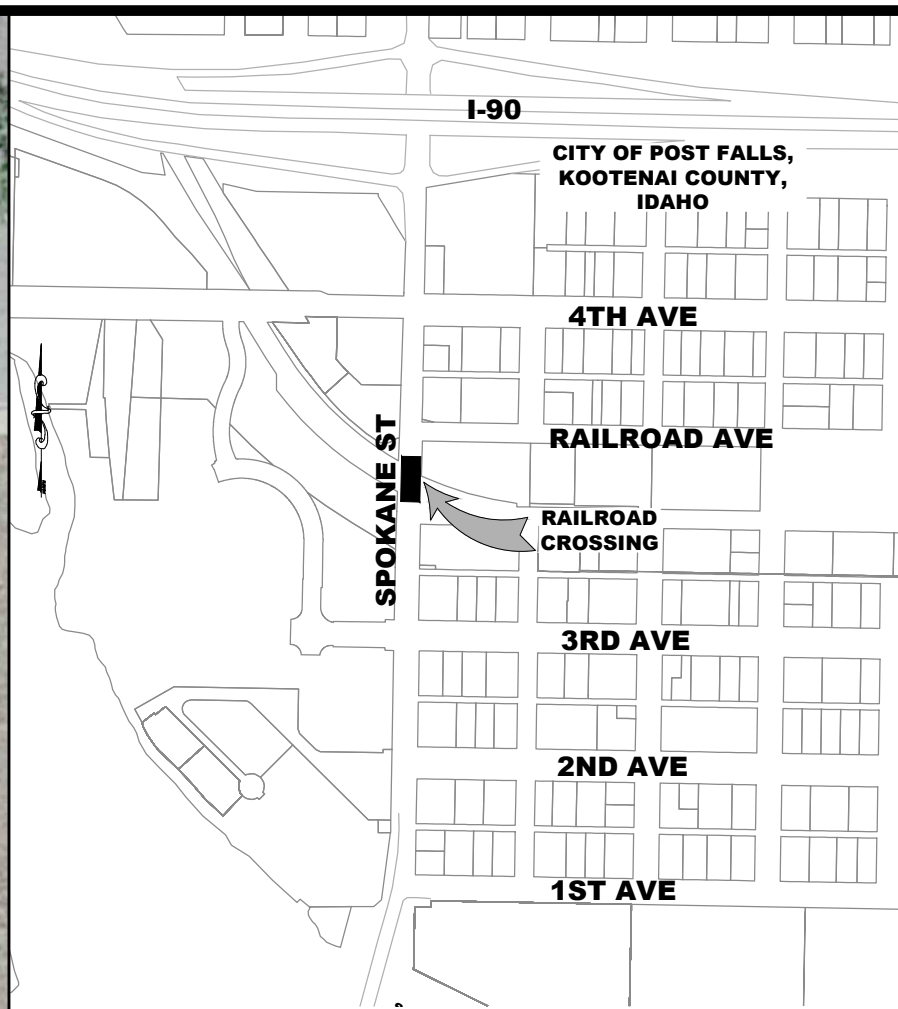 I-90
CITY OF POST FALLS,
KOOTENAI COUNTY,
IDAHO
4TH AVE
RAILROAD AVE
SPOKANE ST
RAILROAD
CROSSING
3RD AVE
2ND AVE
1ST AVE